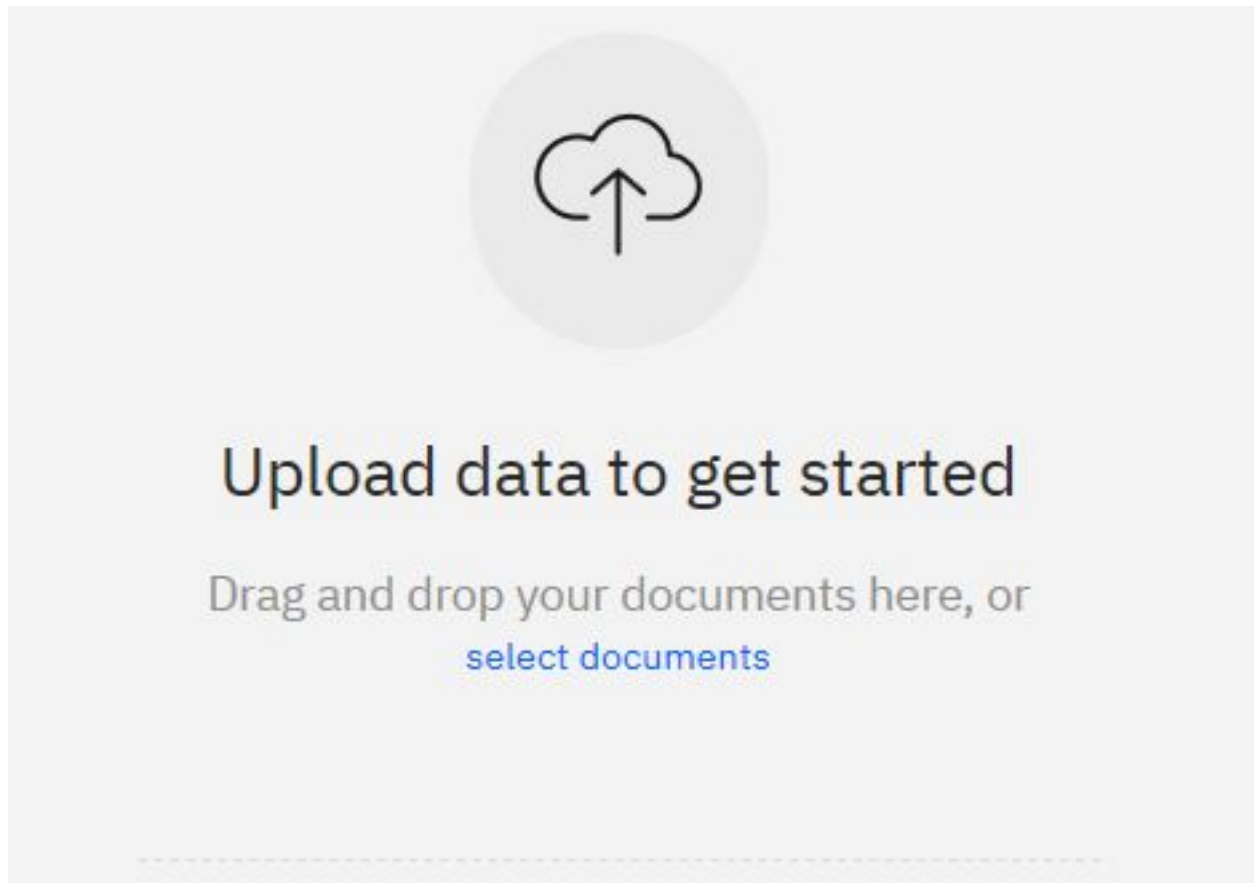 Upload data to get started
Drag and drop your documents here, or
select documents